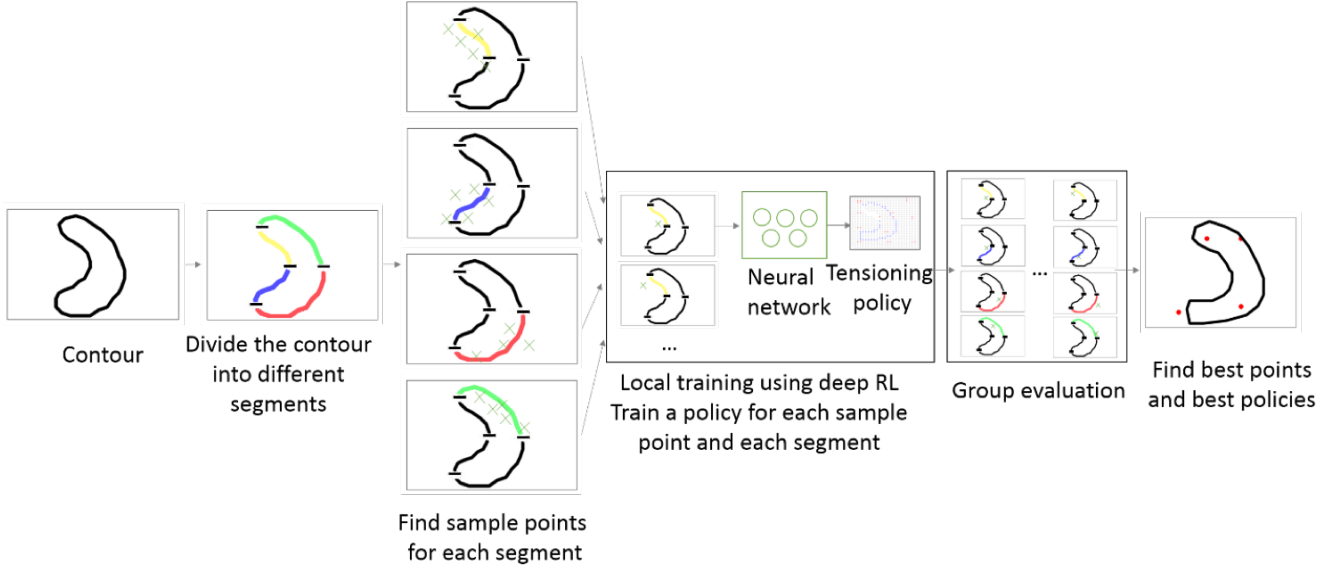 Contour
Divide the contour
into different
segments
Find sample points
for each segment
...
Neural
network
Tensioning
policy
Local training using deep RL
Train a policy for each sample
point and each segment
...
Group evaluation
Find best points
and best policies